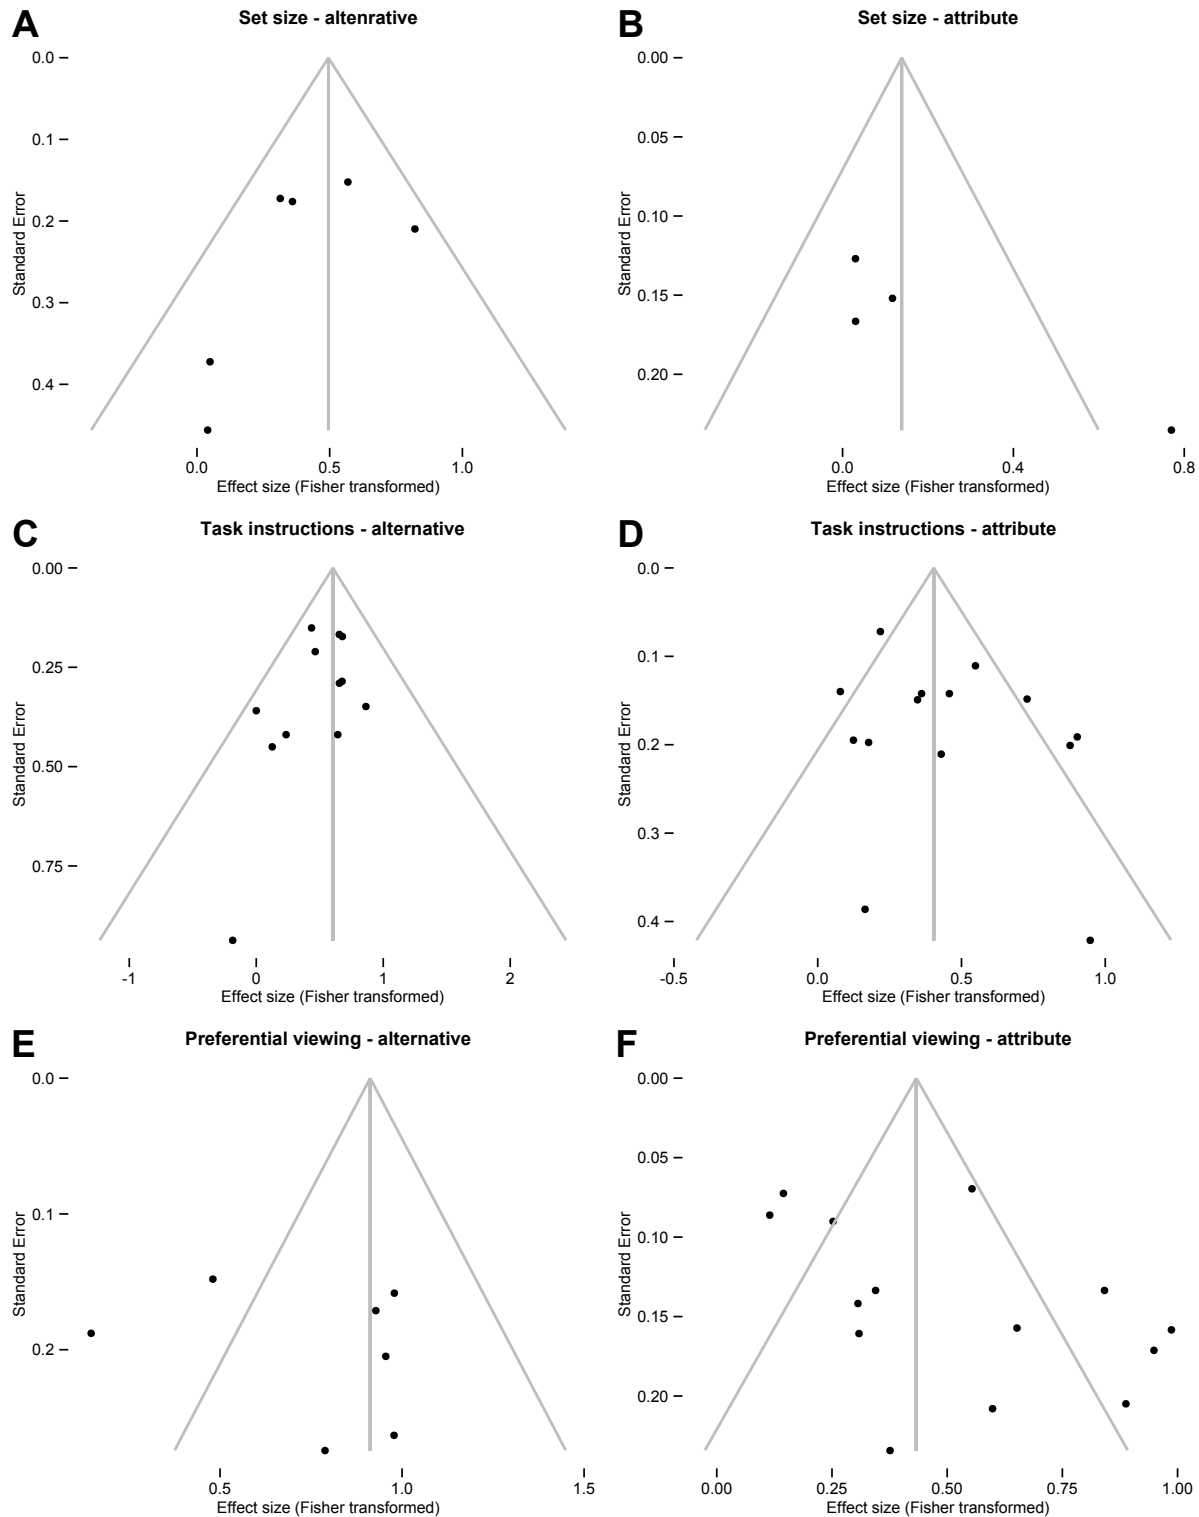 A
Set size - altenrative
0.0
0.1
0.2
0.3
0.4
Standard Error
0.0 0.5 1.0
Effect size (Fisher transformed)
B
Set size - attribute
0.00
0.05
0.10
0.15
0.20
Standard Error
0.0 0.4 0.8
Effect size (Fisher transformed)
C
Task instructions - alternative
0.00
0.25
0.50
0.75
Standard Error
-1 0 1 2
Effect size (Fisher transformed)
D
Task instructions - attribute
0.0
0.1
0.2
0.3
0.4
Standard Error
-0.5 0.0 0.5 1.0
Effect size (Fisher transformed)
E
Preferential viewing - alternative
0.0
0.1
0.2
Standard Error
0.5 1.0 1.5
Effect size (Fisher transformed)
F
Preferential viewing - attribute
0.00
0.05
0.10
0.15
0.20
Standard Error
0.00 0.25 0.50 0.75 1.00
Effect size (Fisher transformed)